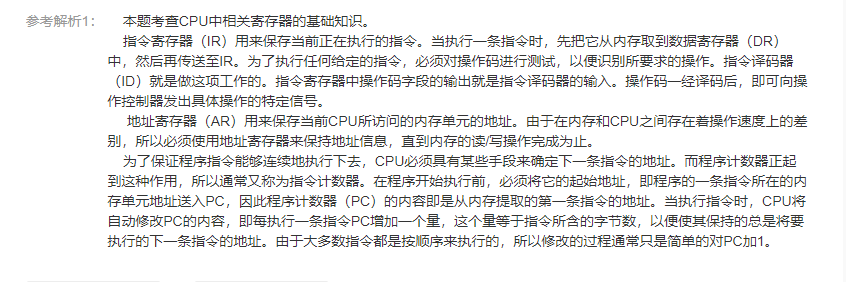 参考解析1： 本题考查CPU中相关寄存器的基础知识。
指令寄存器（IR）用来保存当前正在执行的指令。当执行一条指令时，先把它从内存取到数据寄存器（DR）
中，然后再传送至IR。为了执行任何给定的指令，必须对操作码进行测试，以便识别所要求的操作。指令译码器
（ID）就是做这项工作的。指令寄存器中操作码字段的输出就是指令译码器的输入。操作码一经译码后，即可向操
作控制器发出具体操作的特定信号。
地址寄存器（AR）用来保存当前CPU所访问的内存单元的地址。由于在内存和CPU之间存在着操作速度上的差
别，所以必须使用地址寄存器来保持地址信息，直到内存的读/写操作完成为止。
为了保证程序指令能够连续地执行下去，CPU必须具有某些手段来确定下一条指令的地址。而程序计数器正起
到这种作用，所以通常又称为指令计数器。在程序开始执行前，必须将它的起始地址，即程序的一条指令所在的内
存单元地址送入PC，因此程序计数器（PC）的内容即是从内存提取的第一条指令的地址。当执行指令时，CPU将
自动修改PC的内容，即每执行一条指令PC增加一个量，这个量等于指令所含的字节数，以便使其保持的总是将要
执行的下一条指令的地址。由于大多数指令都是按顺序来执行的，所以修改的过程通常只是简单的对PC加1。